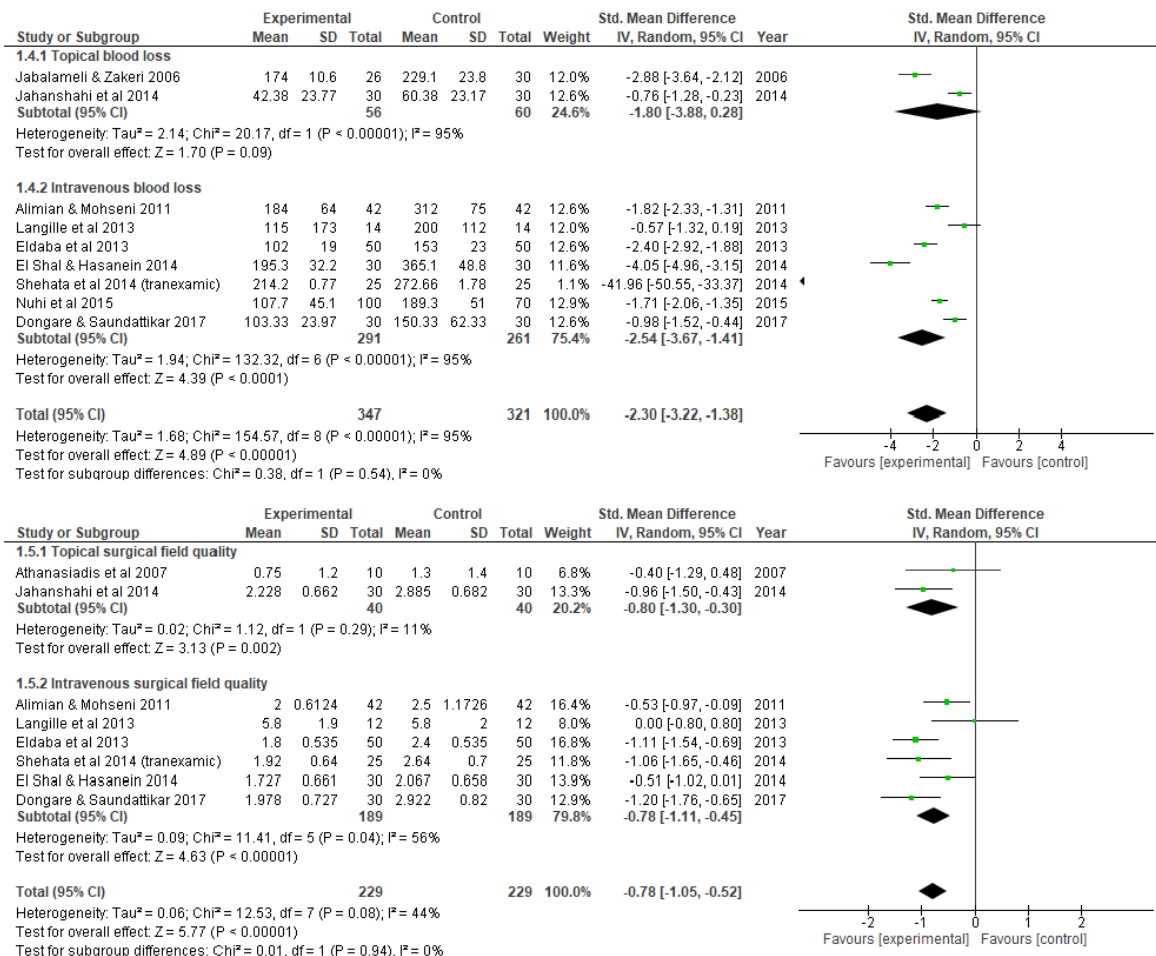 Experimental Control Std. Mean Difference Std. Mean Difference
Study or Subgroup Mean SD Total Mean SD Total Weight IV, Random, 95% CI Year IV, Random, 95% CI
1.4.1 Topical blood loss
Jabalameli & Zakeri 2006 174 10.6 26 229.1 23.8 30 12.0% -2.88 [-3.64, -2.12] 2006
Jahanshahi et al 2014 42.38 23.77 30 60.38 23.17 30 12.6% -0.76 [-1.28, -0.23] 2014
Subtotal (95% CI) 56 60 24.6% -1.80 [-3.88, 0.28]
Heterogeneity: Tau² = 2.14; Chi² = 20.17, df = 1 (P < 0.00001); I² = 95%
Test for overall effect: Z = 1.70 (P = 0.09)
1.4.2 Intravenous blood loss
Alimian & Mohseni 2011 184 64 42 312 75 42 12.6% -1.82 [-2.33, -1.31] 2011
Langille et al 2013 115 173 14 200 112 14 12.0% -0.57 [-1.32, 0.19] 2013
Eldaba et al 2013 102 19 50 153 23 50 12.6% -2.40 [-2.92, -1.88] 2013
El Shal & Hasanein 2014 195.3 32.2 30 365.1 48.8 30 11.6% -4.05 [-4.96, -3.15] 2014
Shehata et al 2014 (tranexamic) 214.2 0.77 25 272.66 1.78 25 1.1% -41.96 [-50.55, -33.37] 2014
Nuhi et al 2015 107.7 45.1 100 189.3 51 70 12.9% -1.71 [-2.06, -1.35] 2015
Dongare & Saundattikar 2017 103.33 23.97 30 150.33 62.33 30 12.6% -0.98 [-1.52, -0.44] 2017
Subtotal (95% CI) 291 261 75.4% -2.54 [-3.67, -1.41]
Heterogeneity: Tau² = 1.94; Chi² = 132.32, df = 6 (P < 0.00001); I² = 95%
Test for overall effect: Z = 4.39 (P < 0.0001)
Total (95% CI) 347 321 100.0% -2.30 [-3.22, -1.38]
Heterogeneity: Tau² = 1.68; Chi² = 154.57, df = 8 (P < 0.00001); I² = 95%
Test for overall effect: Z = 4.89 (P < 0.00001)
Test for subgroup differences: Chi² = 0.38, df = 1 (P = 0.54), I² = 0%
-4 -2 0 2 4
Favours [experimental] Favours [control]
Experimental Control Std. Mean Difference Std. Mean Difference
Study or Subgroup Mean SD Total Mean SD Total Weight IV, Random, 95% CI Year IV, Random, 95% CI
1.5.1 Topical surgical field quality
Athanasiadis et al 2007 0.75 1.2 10 1.3 1.4 10 6.8% -0.40 [-1.29, 0.48] 2007
Jahanshahi et al 2014 2.228 0.662 30 2.885 0.682 30 13.3% -0.96 [-1.50, -0.43] 2014
Subtotal (95% CI) 40 40 20.2% -0.80 [-1.30, -0.30]
Heterogeneity: Tau² = 0.02; Chi² = 1.12, df = 1 (P = 0.29); I² = 11%
Test for overall effect: Z = 3.13 (P = 0.002)
1.5.2 Intravenous surgical field quality
Alimian & Mohseni 2011 2 0.6124 42 2.5 1.1726 42 16.4% -0.53 [-0.97, -0.09] 2011
Langille et al 2013 5.8 1.9 12 5.8 2 12 8.0% 0.00 [-0.80, 0.80] 2013
Eldaba et al 2013 1.8 0.535 50 2.4 0.535 50 16.8% -1.11 [-1.54, -0.69] 2013
Shehata et al 2014 (tranexamic) 1.92 0.64 25 2.64 0.7 25 11.8% -1.06 [-1.65, -0.46] 2014
El Shal & Hasanein 2014 1.727 0.661 30 2.067 0.658 30 13.9% -0.51 [-1.02, 0.01] 2014
Dongare & Saundattikar 2017 1.978 0.727 30 2.922 0.82 30 12.9% -1.20 [-1.76, -0.65] 2017
Subtotal (95% CI) 189 189 79.8% -0.78 [-1.11, -0.45]
Heterogeneity: Tau² = 0.09; Chi² = 11.41, df = 5 (P = 0.04); I² = 56%
Test for overall effect: Z = 4.63 (P < 0.00001)
Total (95% CI) 229 229 100.0% -0.78 [-1.05, -0.52]
Heterogeneity: Tau² = 0.06; Chi² = 12.53, df = 7 (P = 0.08); I² = 44%
Test for overall effect: Z = 5.77 (P < 0.00001)
Test for subgroup differences: Chi² = 0.01, df = 1 (P = 0.94), I² = 0%
-2 -1 0 1 2
Favours [experimental] Favours [control]